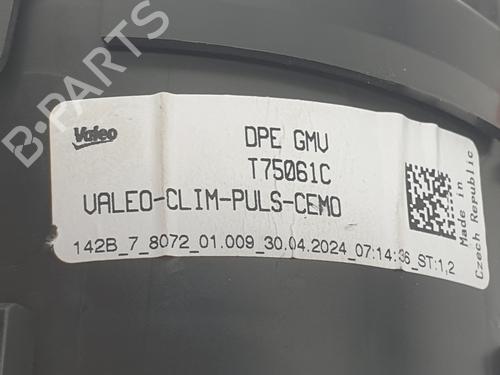 B-PARTS
Valeo
DPE GMV
T75061C
VALEO-CLIM-PULS-CEMO
142B_7_8072_01.009_30.04.2024_07:14:36_ST:1,2
Made in
Czech Republic